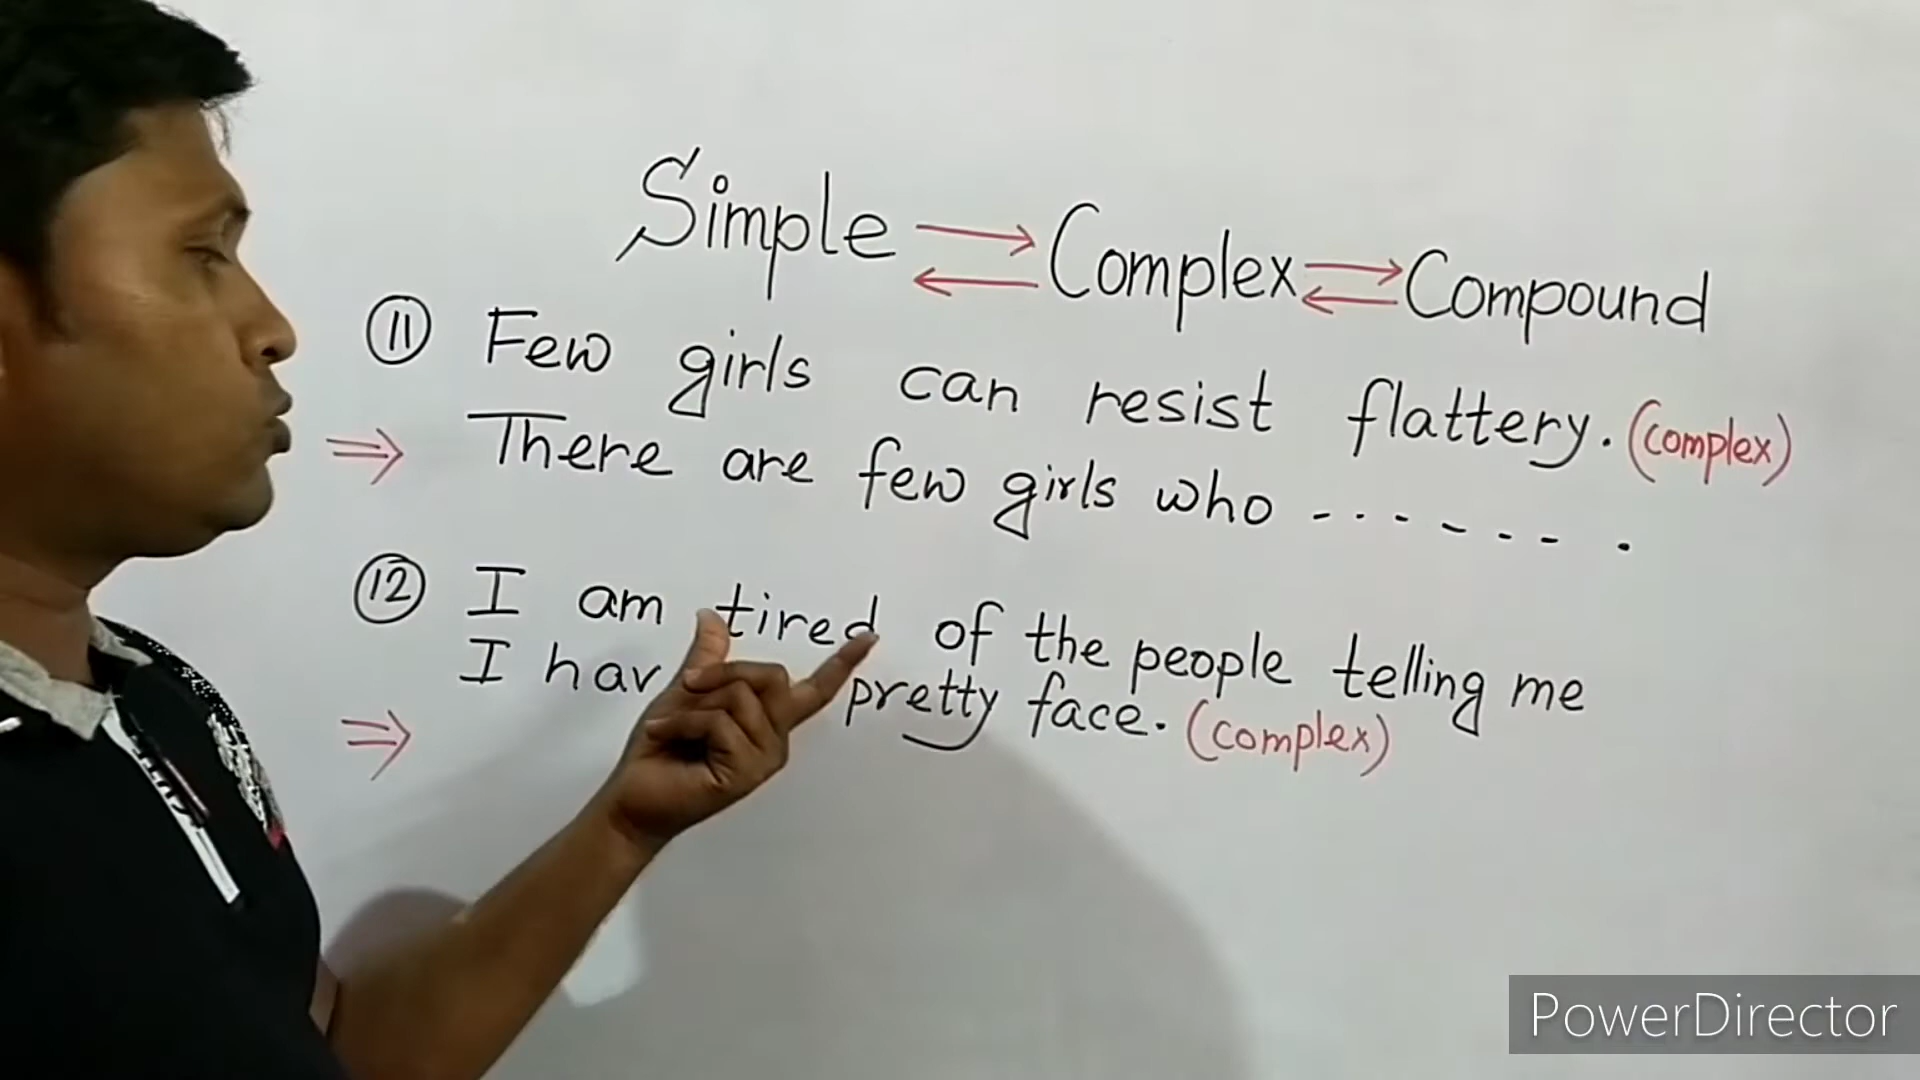 Simple ⇄ Complex ⇄ Compound
⑪ Few girls can resist flattery. (complex)
⇒ There are few girls who - - - - - - .
⑫ I am tired of the people telling me
I pretty face. (complex)
⇒
PowerDirector